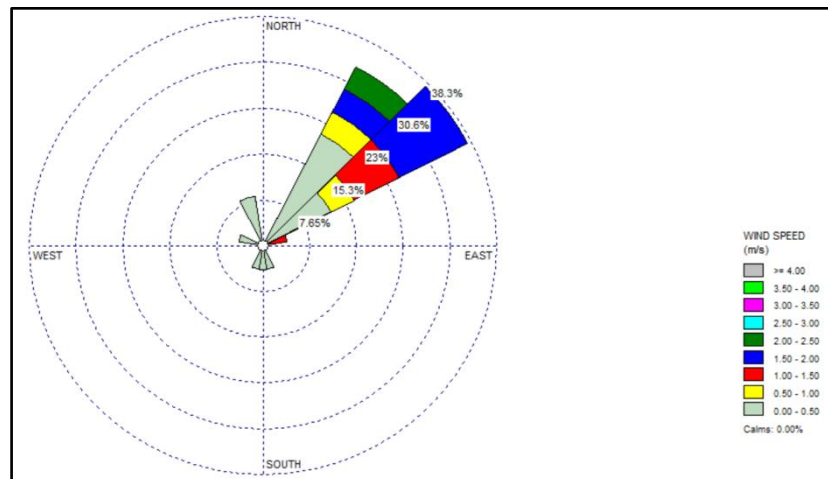 NORTH
38.3%
30.6%
23%
15.3%
7.65%
WEST
EAST
SOUTH
WIND SPEED
(m/s)
>= 4.00
3.50 - 4.00
3.00 - 3.50
2.50 - 3.00
2.00 - 2.50
1.50 - 2.00
1.00 - 1.50
0.50 - 1.00
0.00 - 0.50
Calms: 0.00%